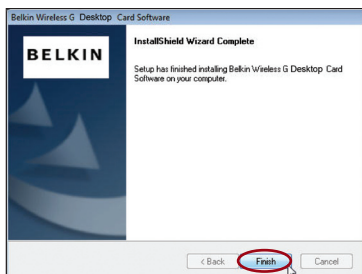 Belkin Wireless G Desktop Card Software
BELKIN
InstallShield Wizard Complete
Setup has finished installing Belkin Wireless G Desktop Card
Software on your computer.
< Back
Finish
Cancel